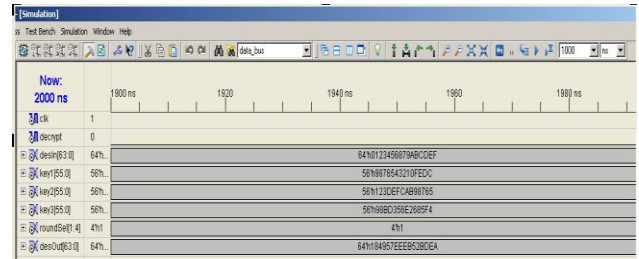 - [Simulation]
ss Test Bench Simulation Window Help
data_bus 1000 ns
Now:
2000 ns
1900 ns 1920 1940 ns 1960 1980 ns
clk 1
decrypt 0
desIn[63:0] 64'h... 64'h0123456879ABCDEF
key1[55:0] 56'h... 56'h9876543210FEDC
key2[55:0] 56'h... 56'h123DEFCAB98765
key3[55:0] 56'h... 56'h98BD356E2685F4
roundSel[1:4] 4'h1 4'h1
desOut[63:0] 64'h... 64'h184957EEEB52BDEA